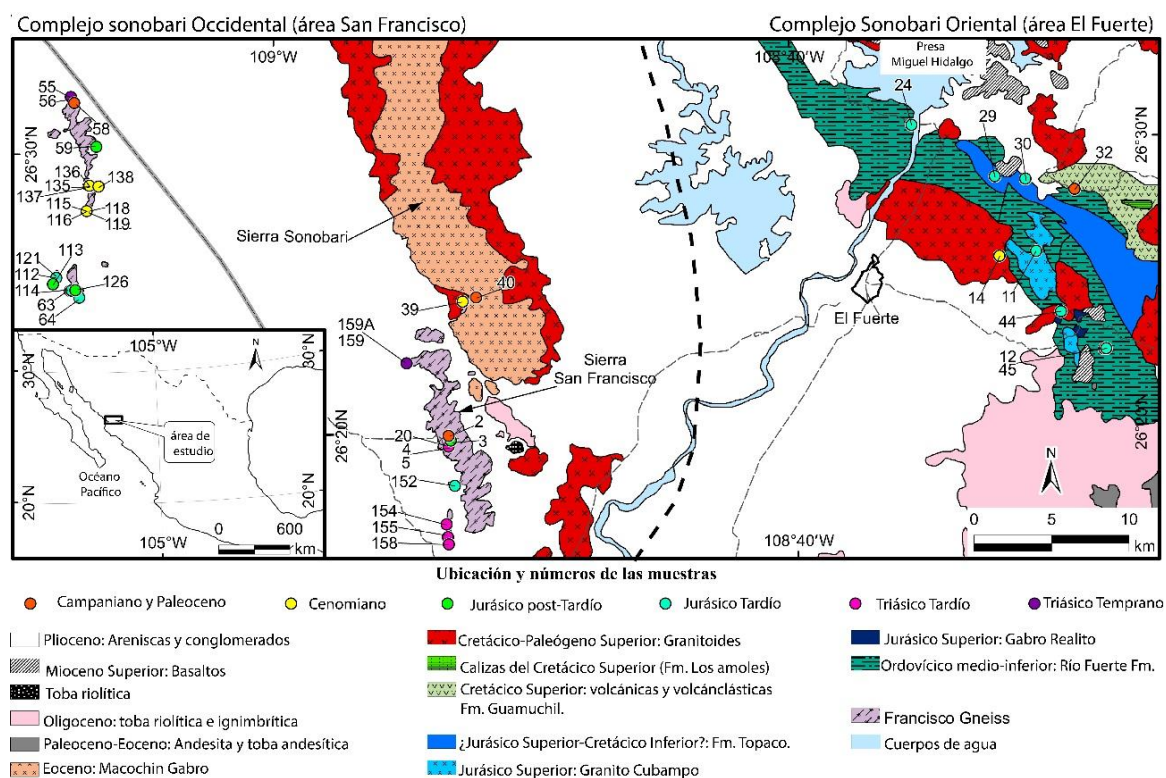 Complejo sonobari Occidental (área San Francisco)
Complejo Sonobari Oriental (área El Fuerte)
109°W
108°40'W
Presa
Miguel Hidalgo
55
56
58
59
26°30'N
136
135
137
138
115
116
118
119
113
121
112
114
63
64
126
Sierra Sonobari
39
40
159A
159
Sierra
San Francisco
2
3
20
4
5
26°20'N
152
154
155
158
24
29
30
32
26°30'N
14
11
44
12
45
El Fuerte
26°20'N
N
0 5 10
km
108°40'W
105°W
30°N
N
30°N
área de
estudio
Océano
Pacífico
20°N
20°N
0 600
km
105°W
Ubicación y números de las muestras
Campaniano y Paleoceno
Cenomiano
Jurásico post-Tardío
Jurásico Tardío
Triásico Tardío
Triásico Temprano
Plioceno: Areniscas y conglomerados
Mioceno Superior: Basaltos
Toba riolítica
Oligoceno: toba riolítica e ignimbrítica
Paleoceno-Eoceno: Andesita y toba andesítica
Eoceno: Macochin Gabro
Cretácico-Paleógeno Superior: Granitoides
Calizas del Cretácico Superior (Fm. Los amoles)
Cretácico Superior: volcánicas y volcánclásticas
Fm. Guamuchil.
¿Jurásico Superior-Cretácico Inferior?: Fm. Topaco.
Jurásico Superior: Granito Cubampo
Jurásico Superior: Gabro Realito
Ordovícico medio-inferior: Río Fuerte Fm.
Francisco Gneiss
Cuerpos de agua